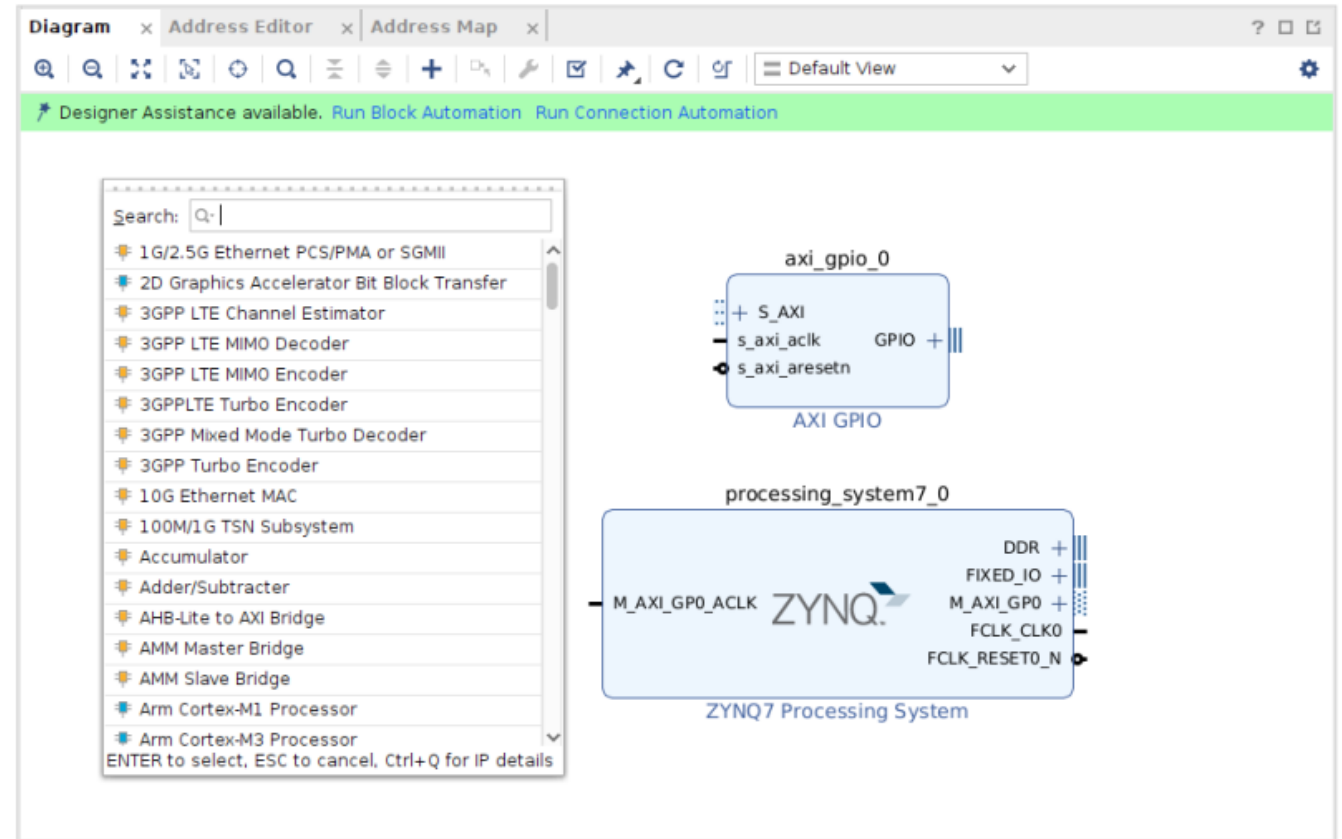 Diagram × Address Editor × Address Map ×
Default View
Designer Assistance available. Run Block Automation Run Connection Automation
Search:
1G/2.5G Ethernet PCS/PMA or SGMII
2D Graphics Accelerator Bit Block Transfer
3GPP LTE Channel Estimator
3GPP LTE MIMO Decoder
3GPP LTE MIMO Encoder
3GPPLTE Turbo Encoder
3GPP Mixed Mode Turbo Decoder
3GPP Turbo Encoder
10G Ethernet MAC
100M/1G TSN Subsystem
Accumulator
Adder/Subtracter
AHB-Lite to AXI Bridge
AMM Master Bridge
AMM Slave Bridge
Arm Cortex-M1 Processor
Arm Cortex-M3 Processor
ENTER to select, ESC to cancel, Ctrl+Q for IP details
axi_gpio_0
S_AXI
s_axi_aclk GPIO
s_axi_aresetn
AXI GPIO
processing_system7_0
DDR
FIXED_IO
M_AXI_GP0_ACLK ZYNQ. M_AXI_GP0
FCLK_CLK0
FCLK_RESET0_N
ZYNQ7 Processing System